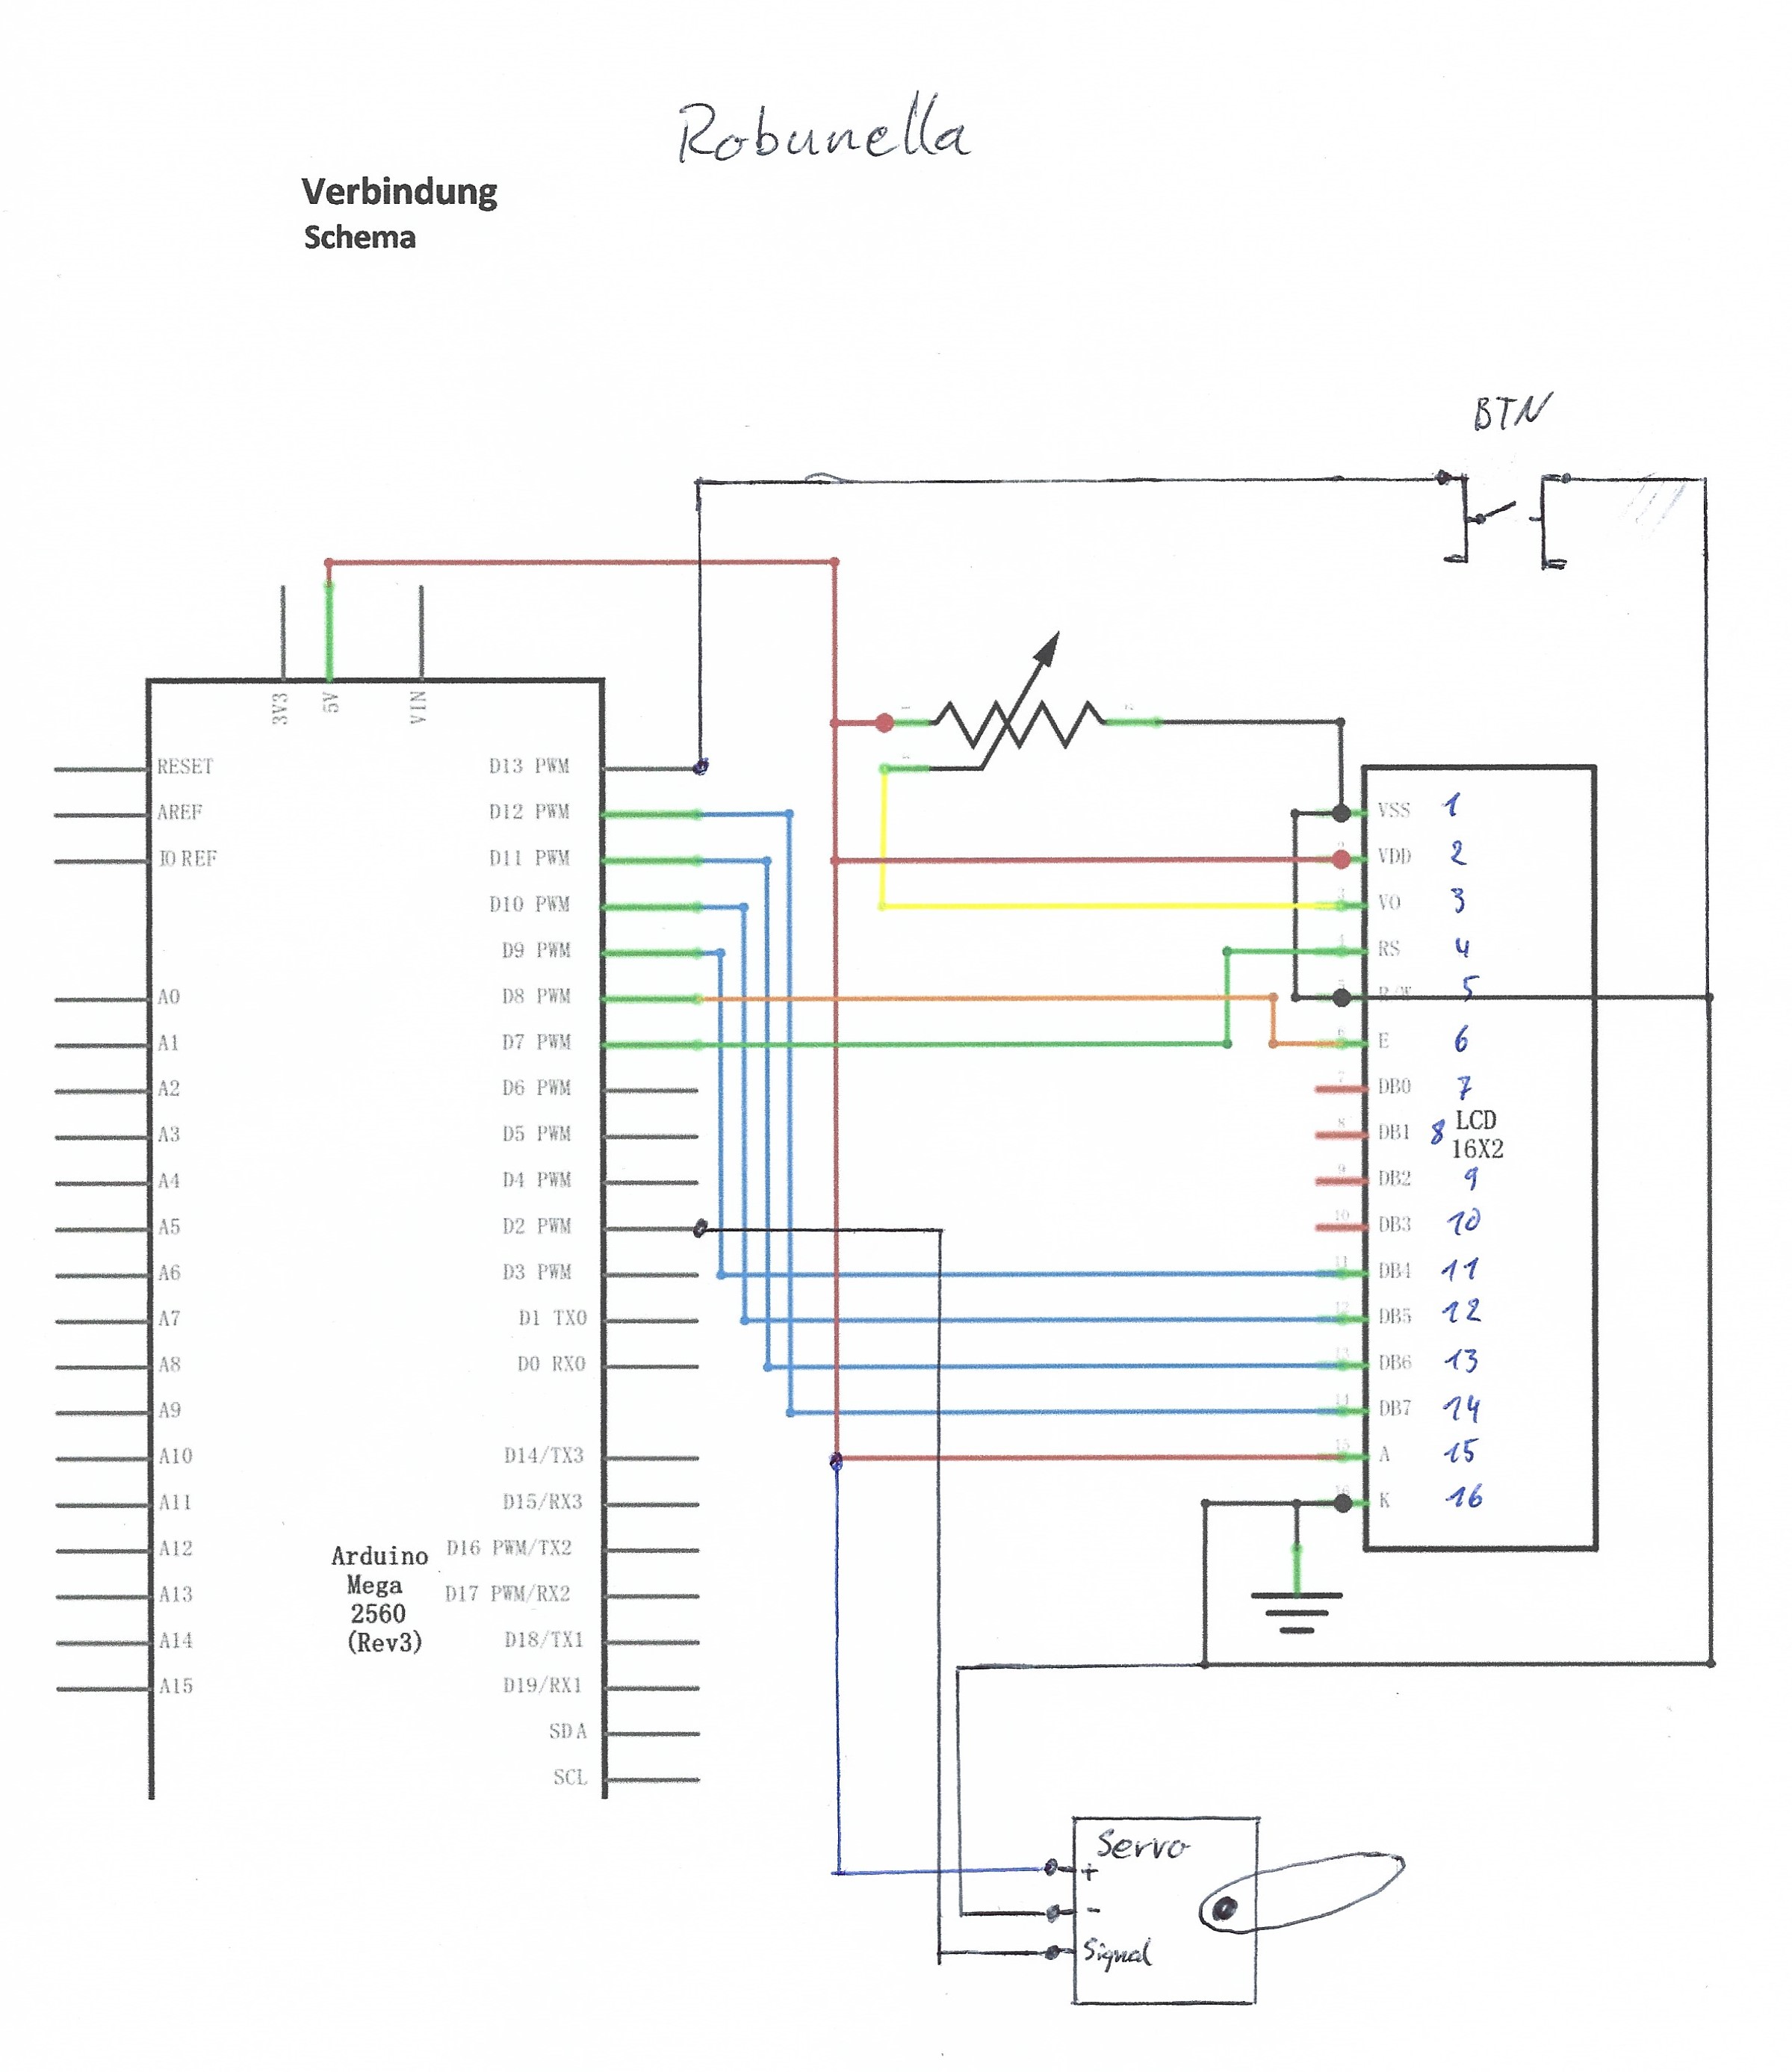 Robunella
Verbindung
Schema
BTN
3V3
5V
VIN
RESET
AREF
IO REF
A0
A1
A2
A3
A4
A5
A6
A7
A8
A9
A10
A11
A12
A13
A14
A15
Arduino
Mega
2560
(Rev3)
D13 PWM
D12 PWM
D11 PWM
D10 PWM
D9 PWM
D8 PWM
D7 PWM
D6 PWM
D5 PWM
D4 PWM
D2 PWM
D3 PWM
D1 TX0
D0 RX0
D14/TX3
D15/RX3
D16 PWM/TX2
D17 PWM/RX2
D18/TX1
D19/RX1
SDA
SCL
VSS 1
VDD 2
VO 3
RS 4
R/W 5
E 6
DB0 7
DB1 8
LCD
16X2
DB2 9
DB3 10
DB4 11
DB5 12
DB6 13
DB7 14
A 15
K 16
Servo
+
-
Signal